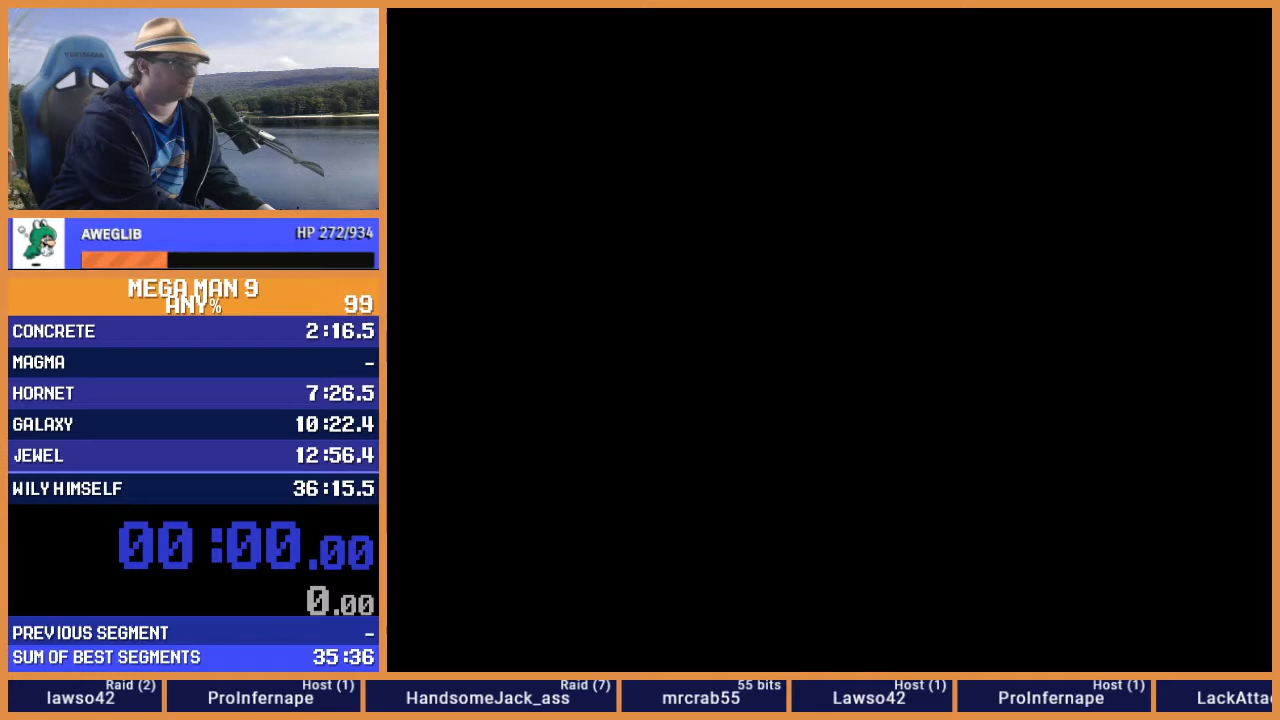 AWEGLIB HP 272/934
MEGA MAN 9
ANY% 99
CONCRETE 2:16.5
MAGMA -
HORNET 7:26.5
GALAXY 10:22.4
JEWEL 12:56.4
WILY HIMSELF 36:15.5
00:00.00
0.00
PREVIOUS SEGMENT -
SUM OF BEST SEGMENTS 35:36
Raid (2) Host (1) Raid (7) 55 bits Host (1) Host (1)
lawso42 ProInfernape HandsomeJack_ass mrcrab55 Lawso42 ProInfernape